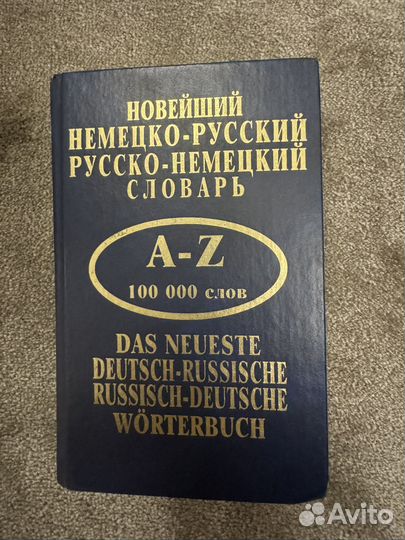 НОВЕЙШИЙ
НЕМЕЦКО-РУССКИЙ
РУССКО-НЕМЕЦКИЙ
СЛОВАРЬ
A-Z
100 000 слов
DAS NEUESTE
DEUTSCH-RUSSISCHE
RUSSISCH-DEUTSCHE
WÖRTERBUCH
Avito